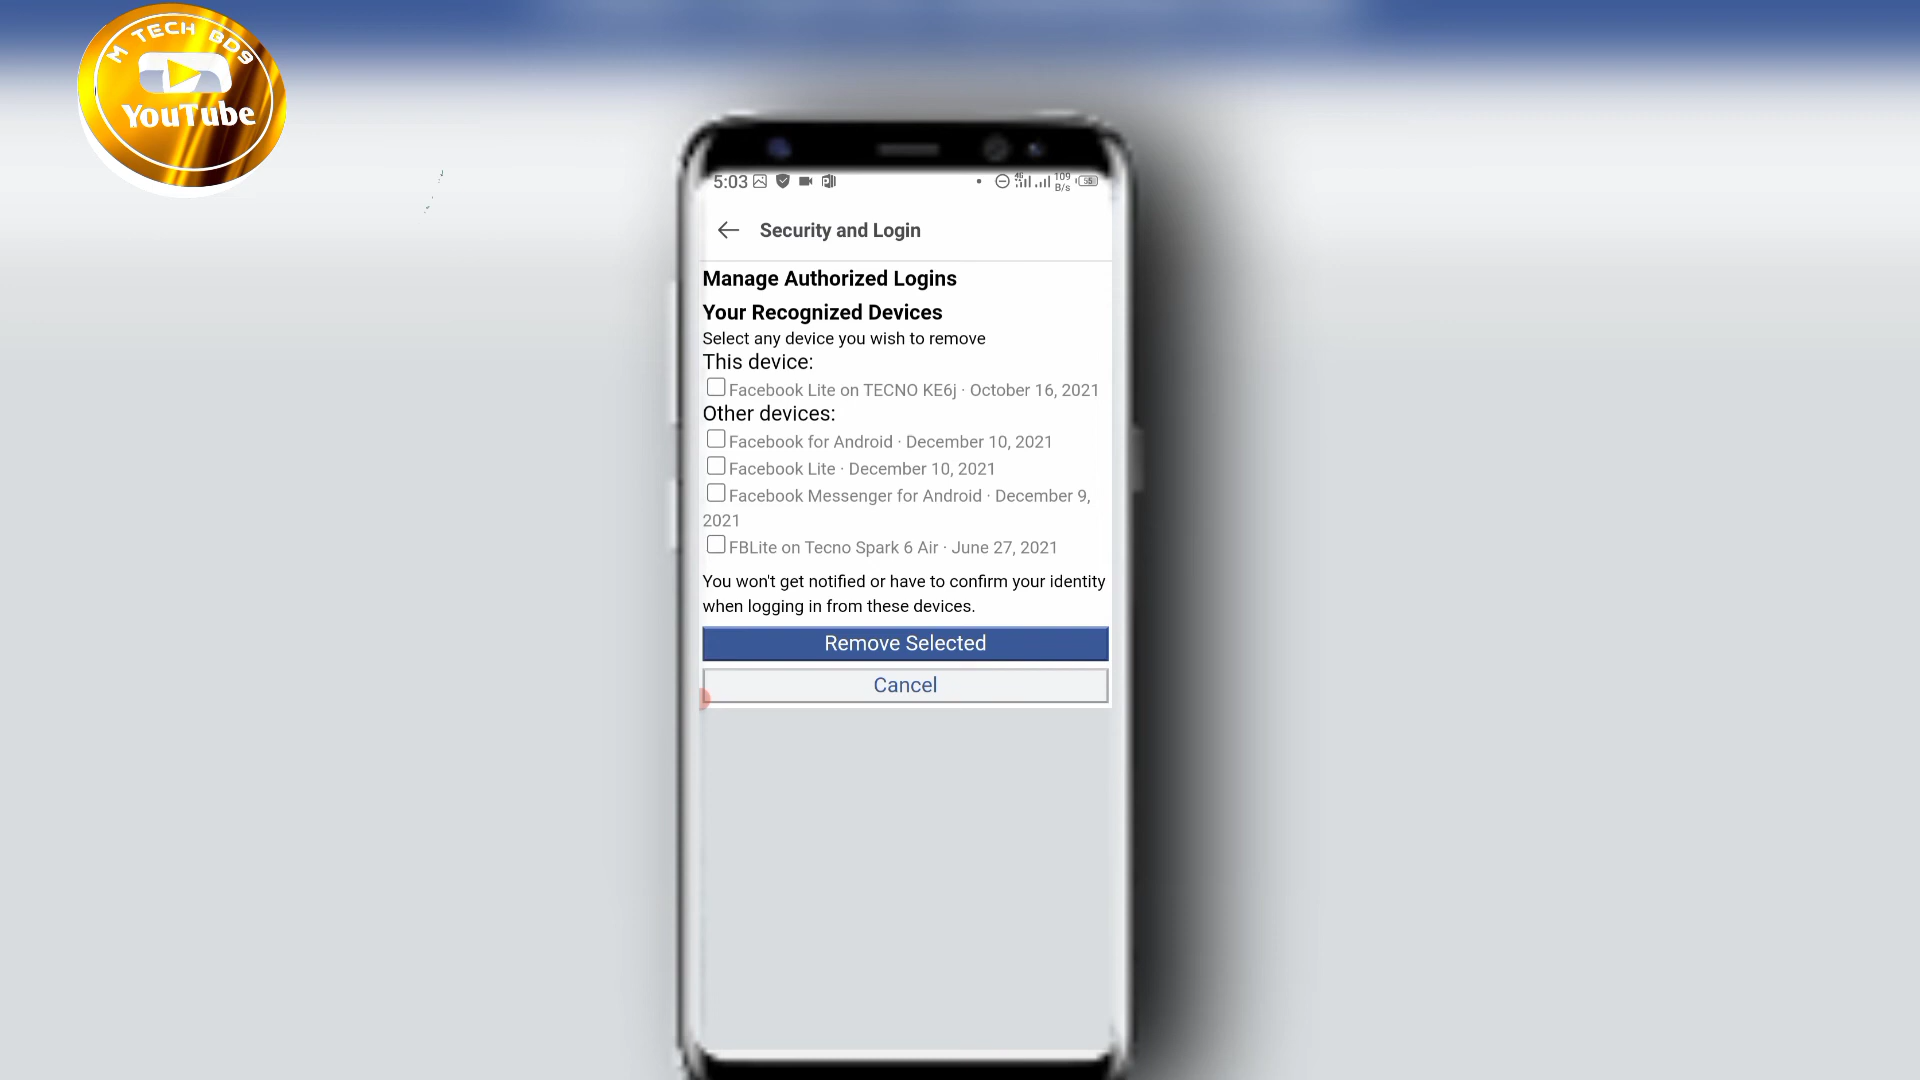 M TECH BD9
YouTube
5:03
4G
109
B/s
55
Security and Login
Manage Authorized Logins
Your Recognized Devices
Select any device you wish to remove
This device:
Facebook Lite on TECNO KE6j · October 16, 2021
Other devices:
Facebook for Android · December 10, 2021
Facebook Lite · December 10, 2021
Facebook Messenger for Android · December 9,
2021
FBLite on Tecno Spark 6 Air · June 27, 2021
You won't get notified or have to confirm your identity
when logging in from these devices.
Remove Selected
Cancel